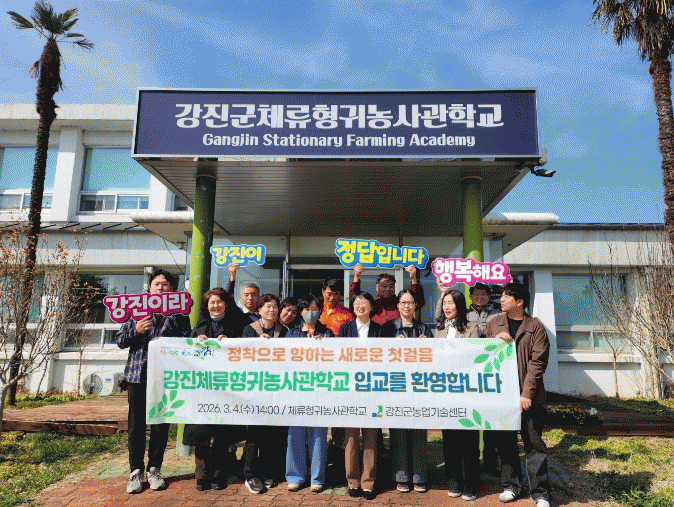 강진군체류형귀농사관학교
Gangjin Stationary Farming Academy
강진이
정답입니다
행복해요
강진이라
정착으로 향하는 새로운 첫걸음
강진체류형귀농사관학교 입교를 환영합니다
2026. 3. 4.(수) 14:00 / 체류형귀농사관학교 강진군농업기술센터